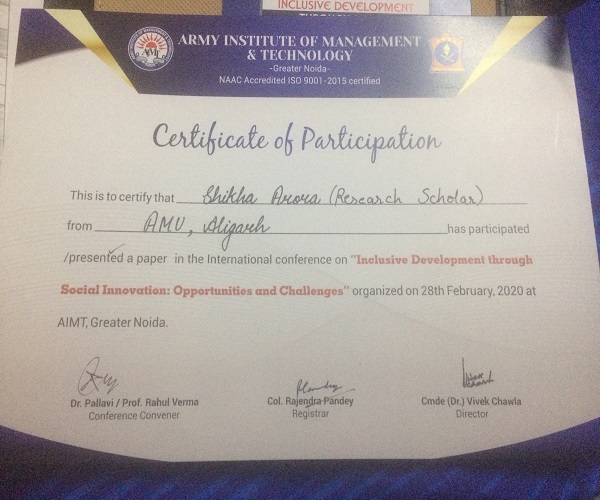 INCLUSIVE DEVELOPMENT
ARMY INSTITUTE OF MANAGEMENT
& TECHNOLOGY
-Greater Noida-
NAAC Accredited ISO 9001-2015 certified
Certificate of Participation
This is to certify that Shikha Arora (Research Scholar)
from AMU, Aligarh has participated
/presented a paper in the International conference on "Inclusive Development through
Social Innovation: Opportunities and Challenges" organized on 28th February, 2020 at
AIMT, Greater Noida.
Dr. Pallavi / Prof. Rahul Verma
Conference Convener
Col. Rajendra Pandey
Registrar
Cmde (Dr.) Vivek Chawla
Director